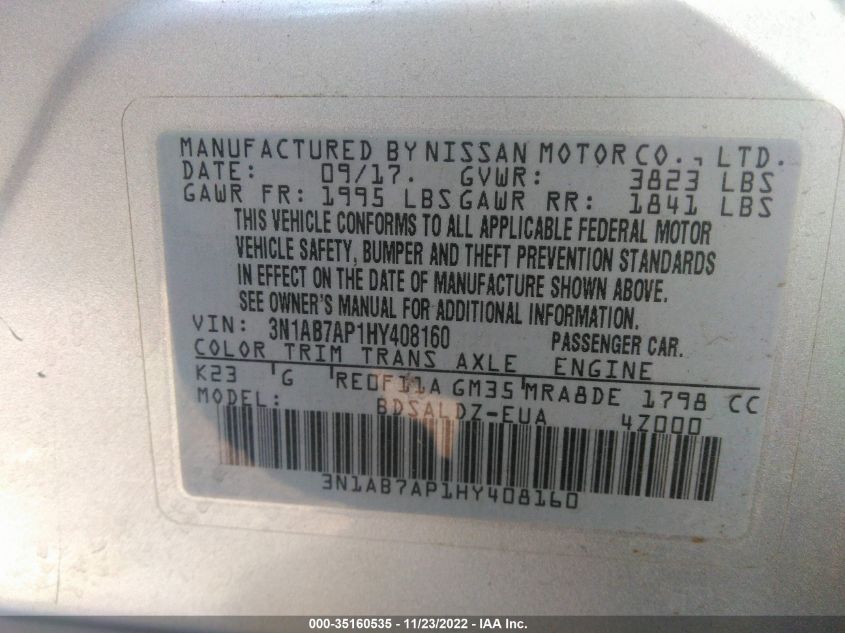 MANUFACTURED BY NISSAN MOTOR CO., LTD.
DATE: 09/17. GVWR: 3823 LBS
GAWR FR: 1995 LBS GAWR RR: 1841 LBS
THIS VEHICLE CONFORMS TO ALL APPLICABLE FEDERAL MOTOR
VEHICLE SAFETY, BUMPER AND THEFT PREVENTION STANDARDS
IN EFFECT ON THE DATE OF MANUFACTURE SHOWN ABOVE.
SEE OWNER'S MANUAL FOR ADDITIONAL INFORMATION.
VIN: 3N1AB7AP1HY408160 PASSENGER CAR.
COLOR TRIM TRANS AXLE ENGINE
K23 G RE0F11A GM35 MRA8DE 1798 CC
MODEL: BDSALDZ-EUA 4Z000
3N1AB7AP1HY408160
000-35160535 - 11/23/2022 - IAA Inc.